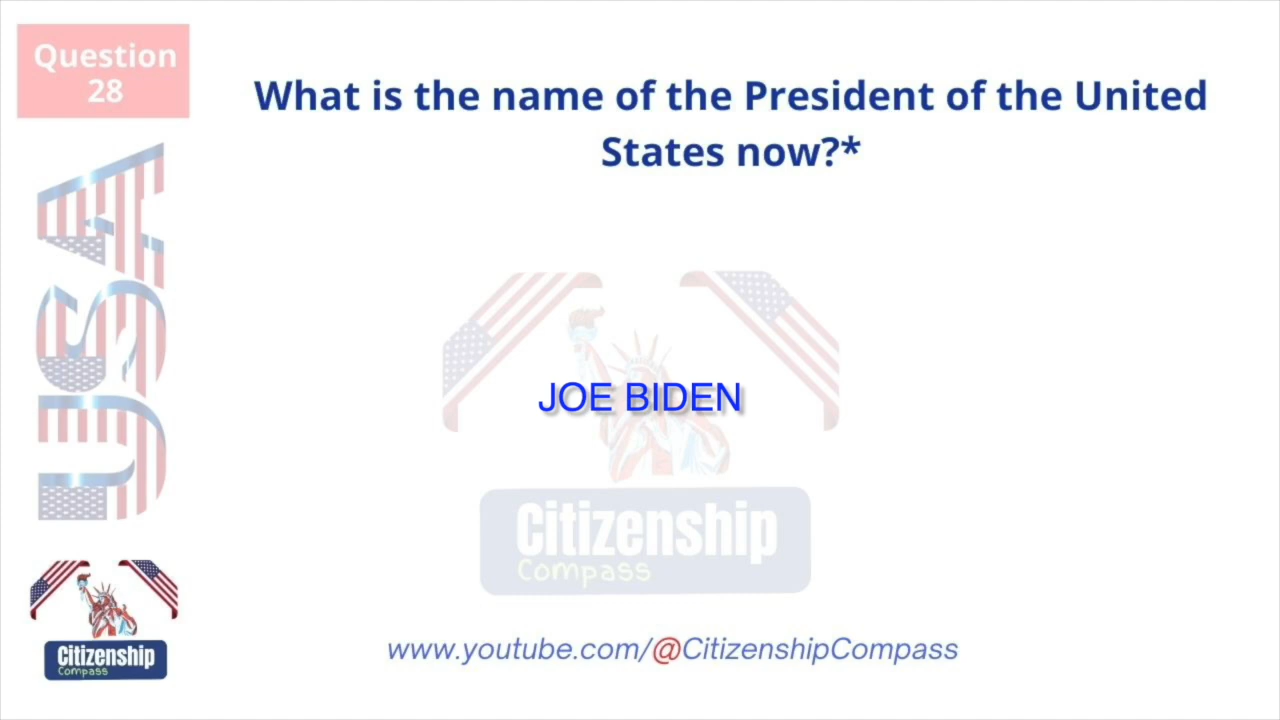 Question
28
What is the name of the President of the United
States now?*
USA
JOE BIDEN
Citizenship
Compass
Citizenship
Compass
www.youtube.com/@CitizenshipCompass